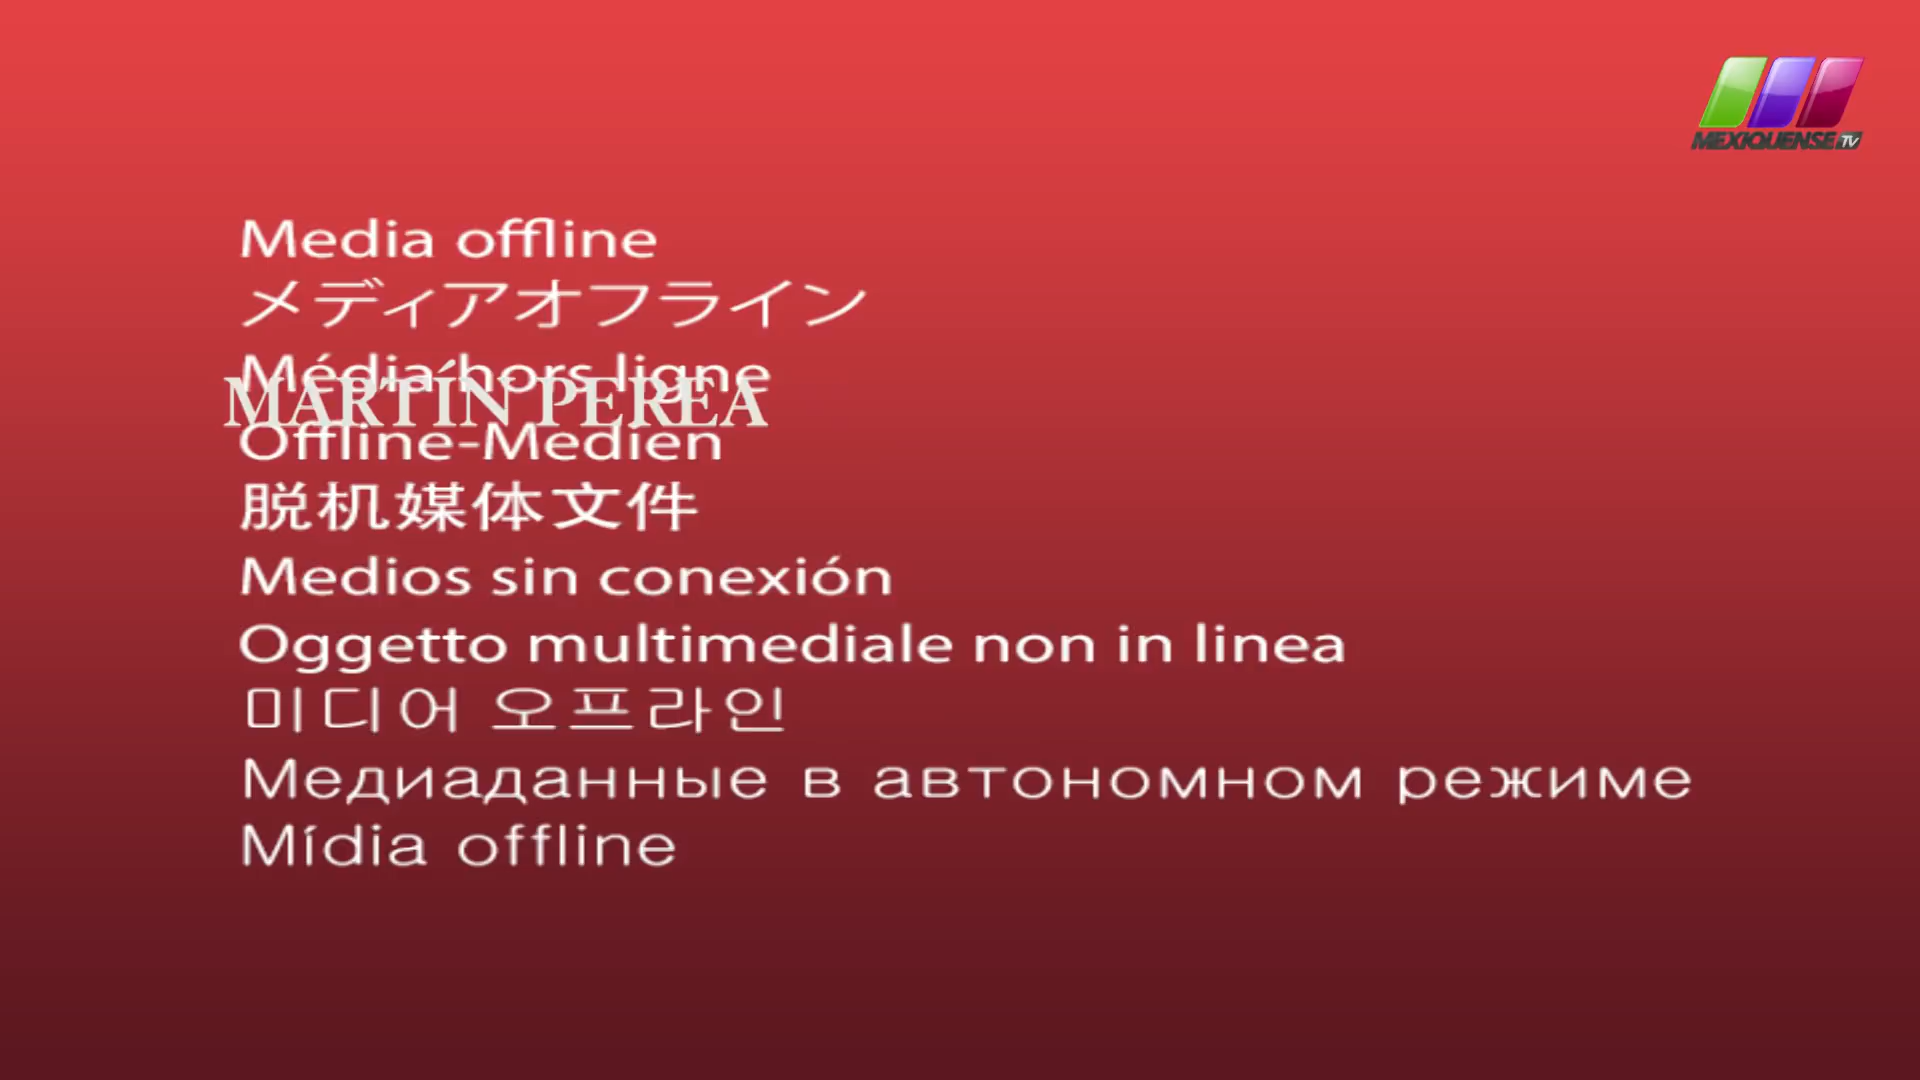 MEXIQUENSE TV
Media offline
メディアオフライン
Média hors ligne
MARTÍN PEREA
Offline-Medien
脱机媒体文件
Medios sin conexión
Oggetto multimediale non in linea
미디어 오프라인
Медиаданные в автономном режиме
Mídia offline